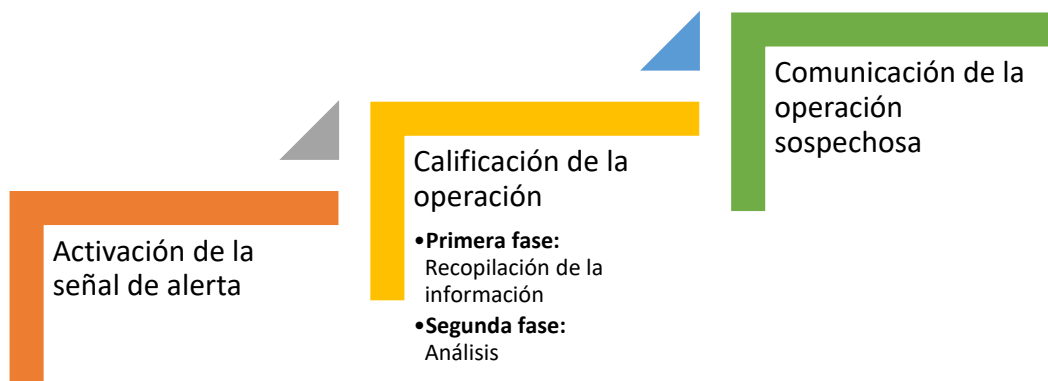 Activación de la
señal de alerta
Calificación de la
operación
•Primera fase:
Recopilación de la
información
•Segunda fase:
Análisis
Comunicación de la
operación
sospechosa